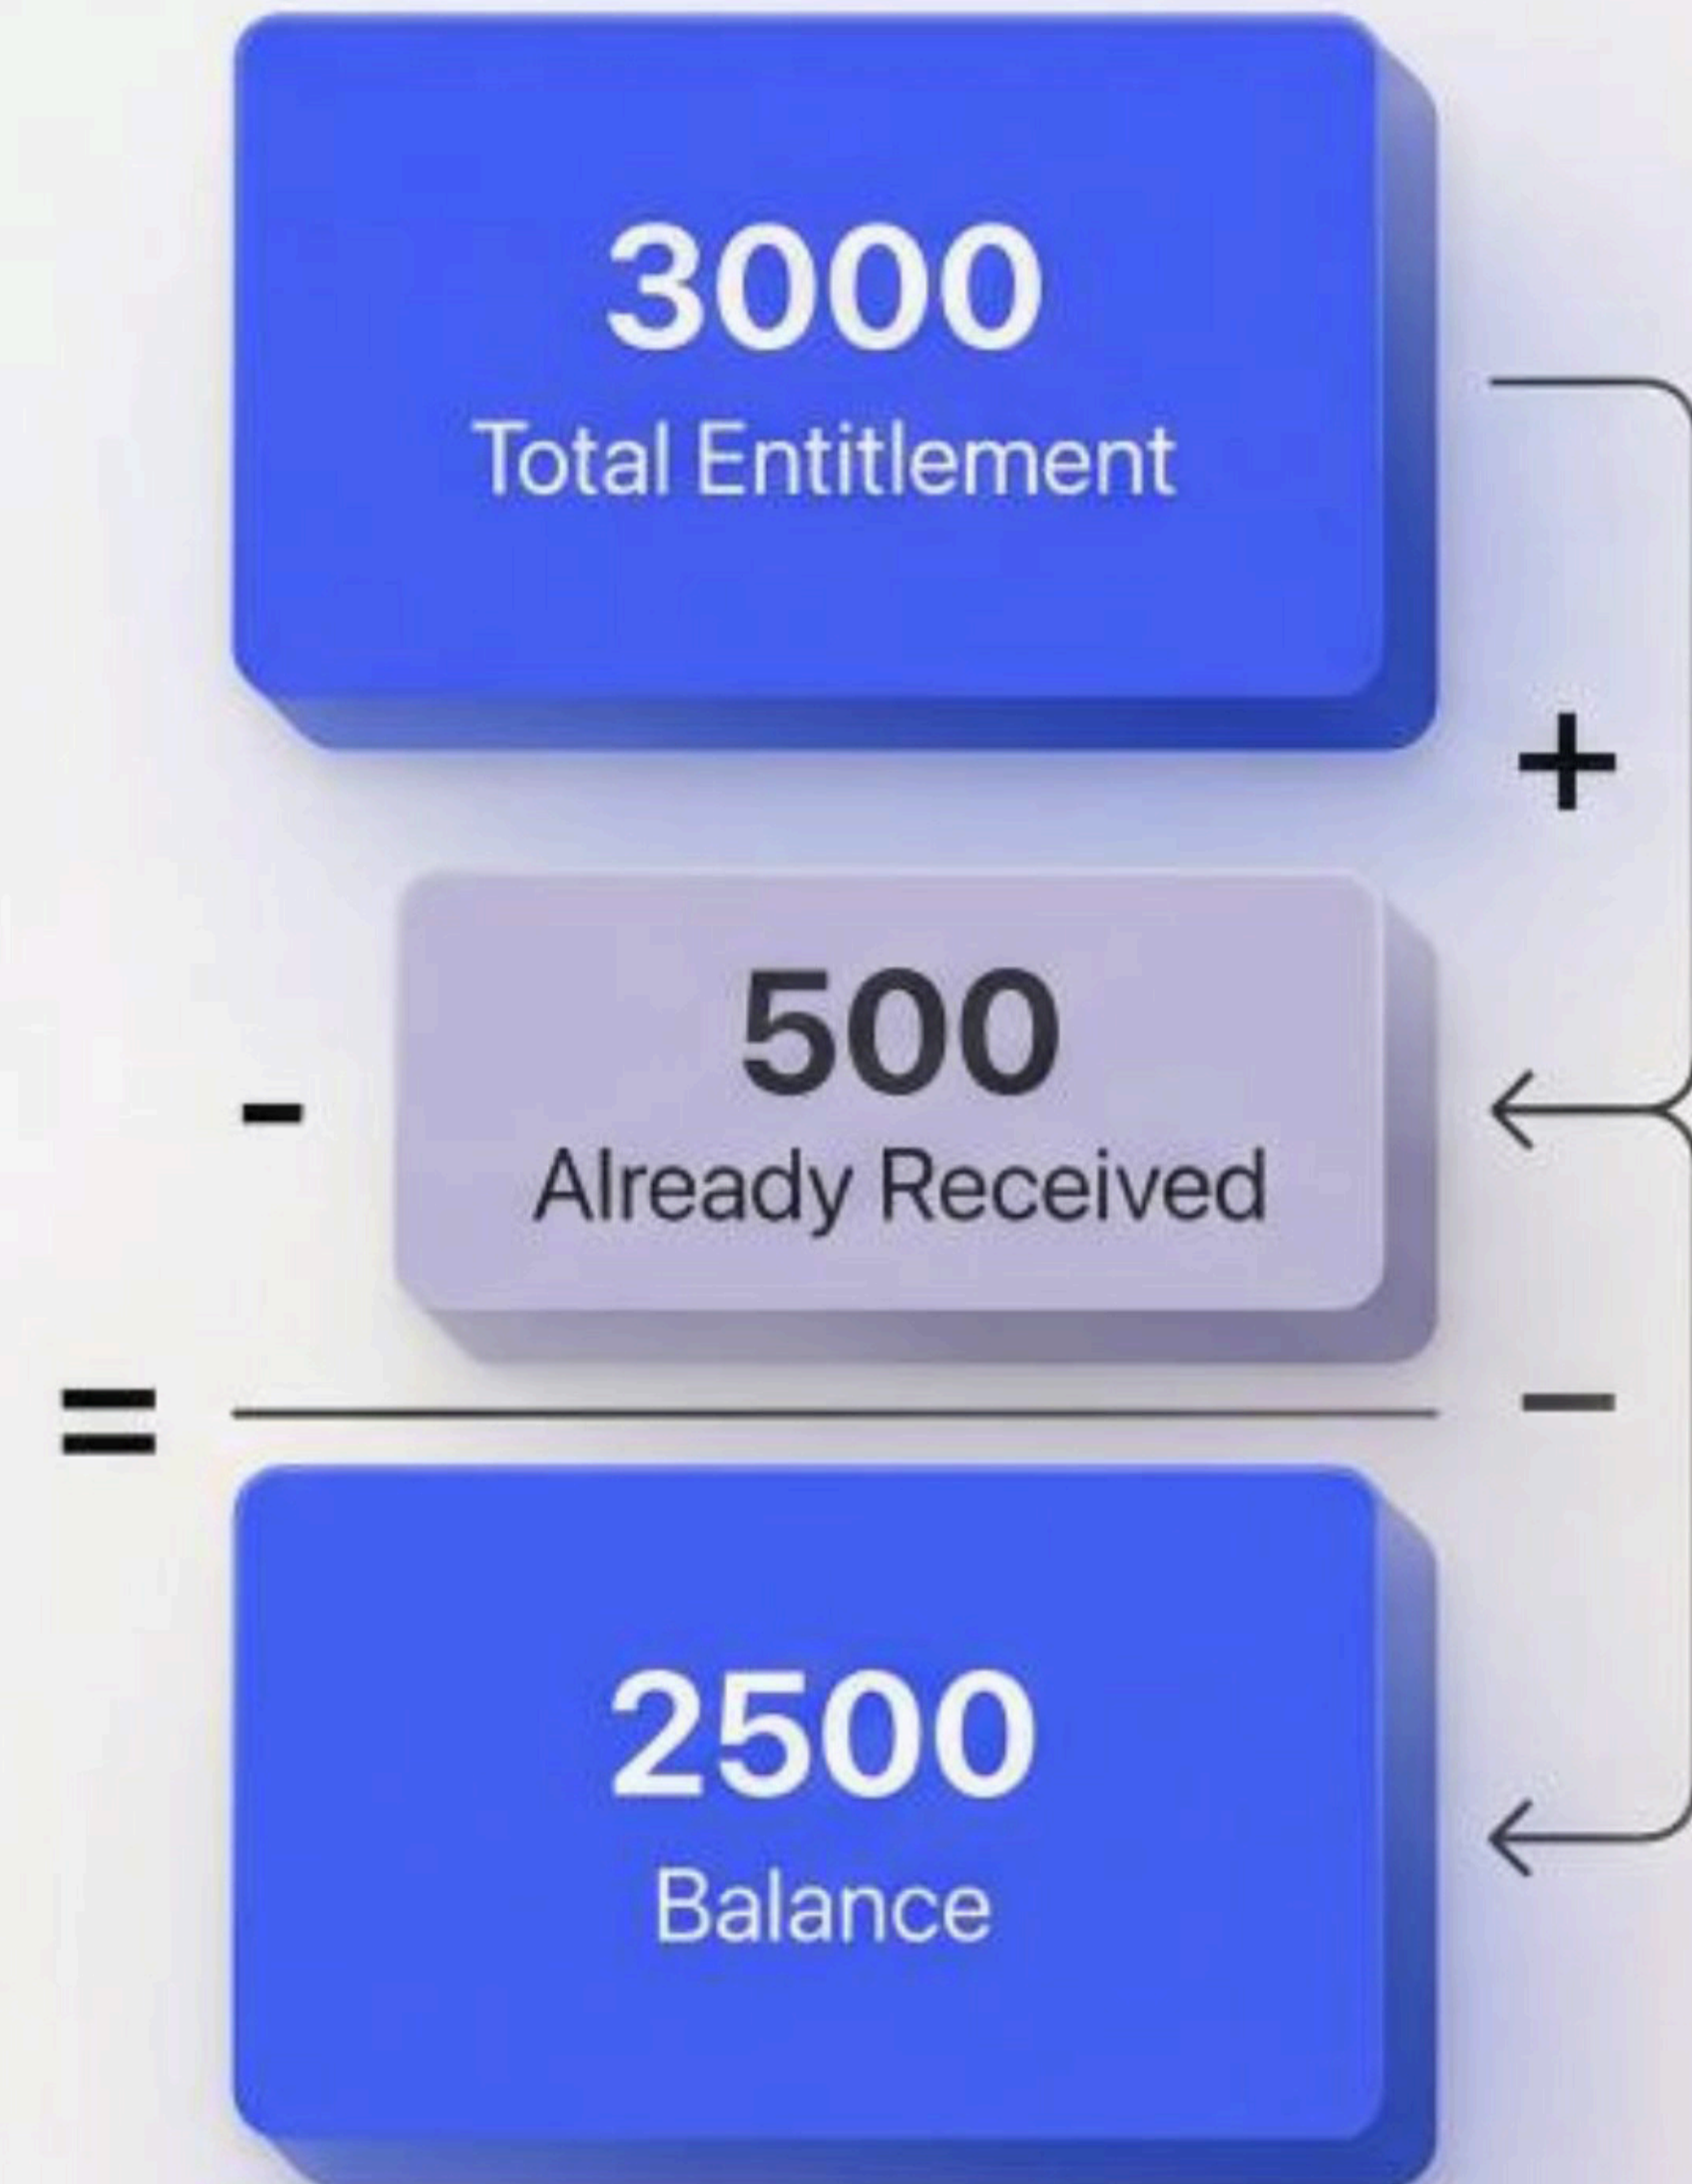 3000
Total Entitlement
+
-
500
Already Received
=
−
2500
Balance